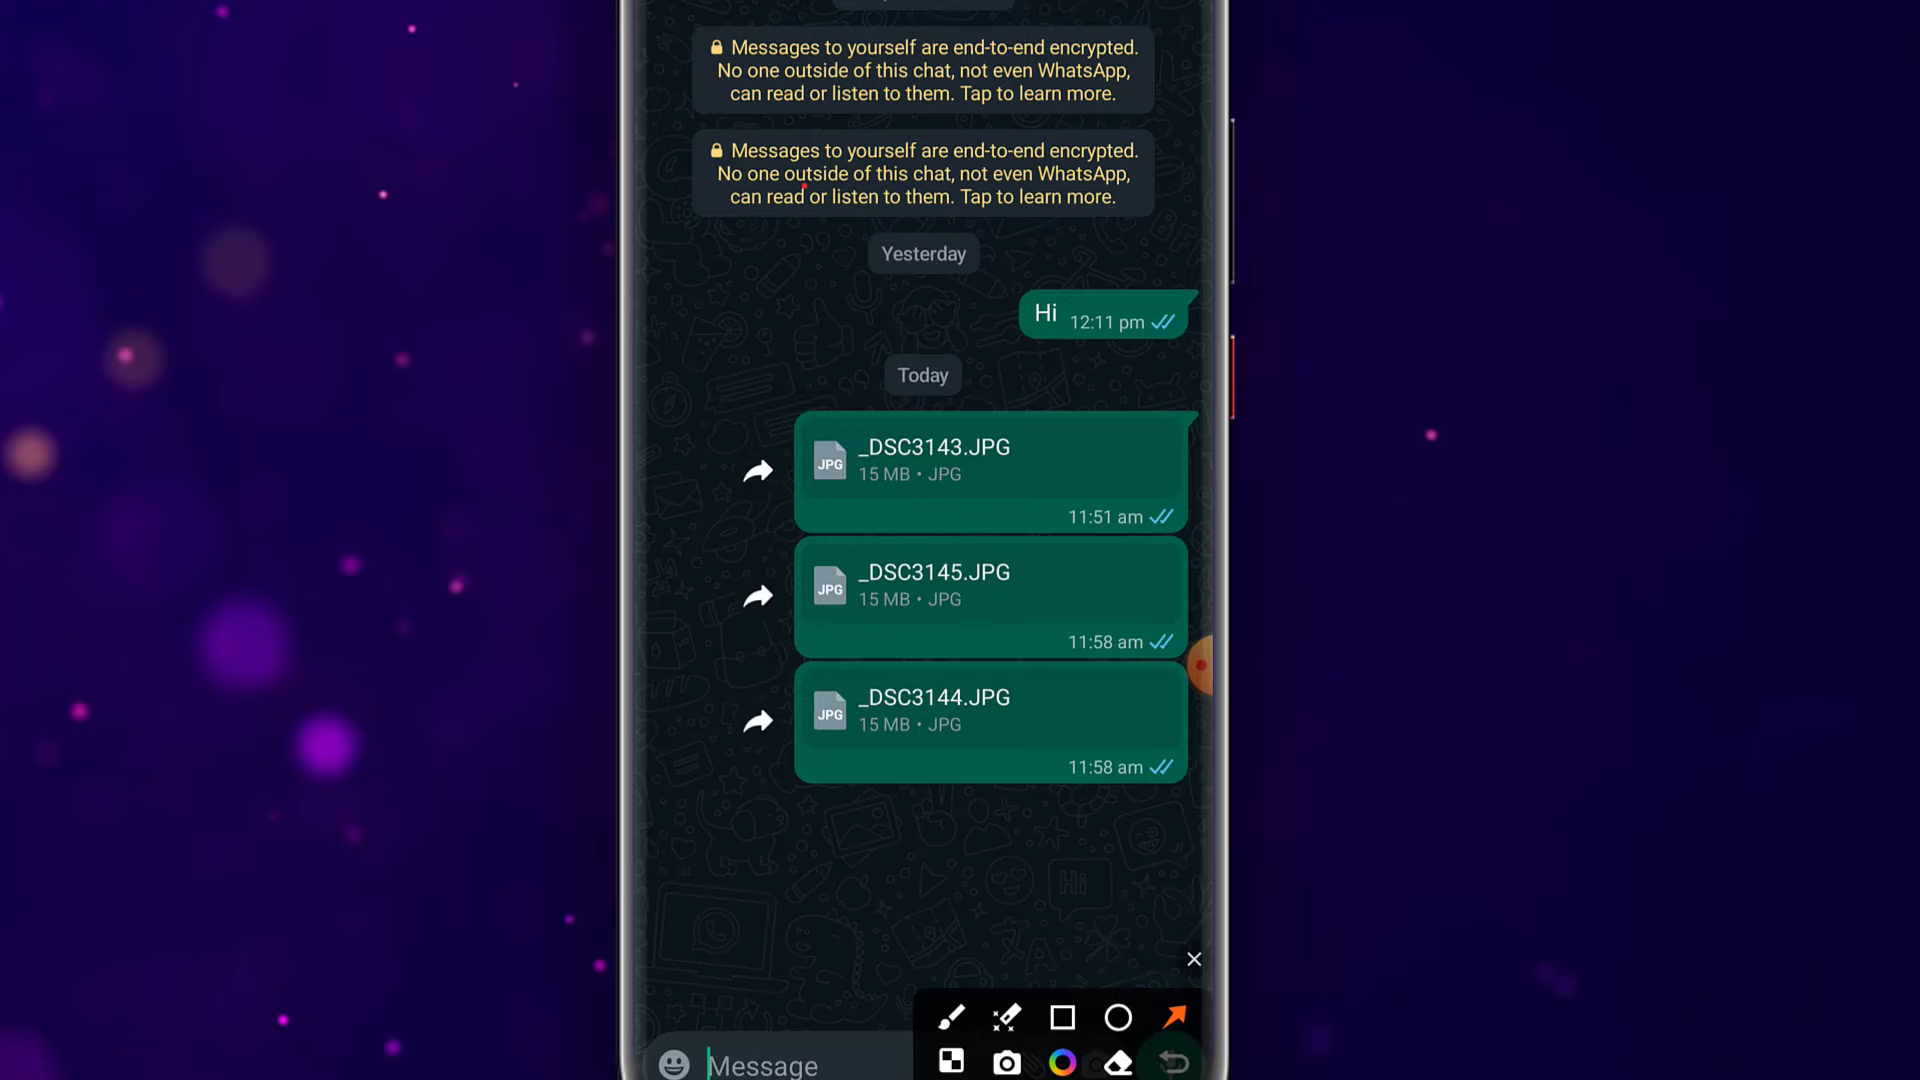 Messages to yourself are end-to-end encrypted.
No one outside of this chat, not even WhatsApp,
can read or listen to them. Tap to learn more.
Messages to yourself are end-to-end encrypted.
No one outside of this chat, not even WhatsApp,
can read or listen to them. Tap to learn more.
Yesterday
Hi 12:11 pm
Today
JPG _DSC3143.JPG
15 MB • JPG
11:51 am
JPG _DSC3145.JPG
15 MB • JPG
11:58 am
JPG _DSC3144.JPG
15 MB • JPG
11:58 am
Hi
Message